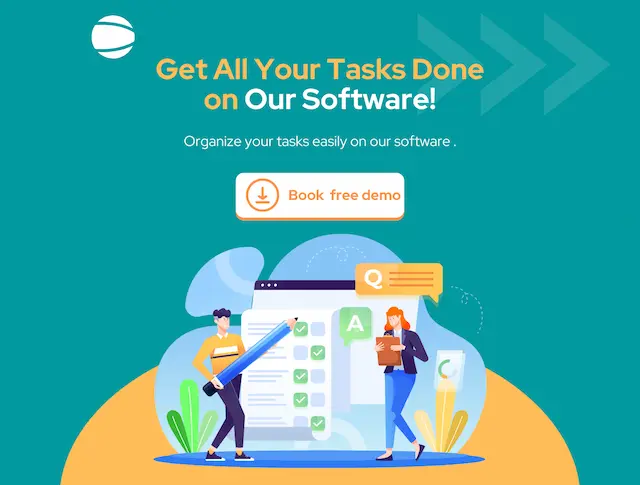 Get All Your Tasks Done
on Our Software!
Organize your tasks easily on our software .
Book free demo
Q
A